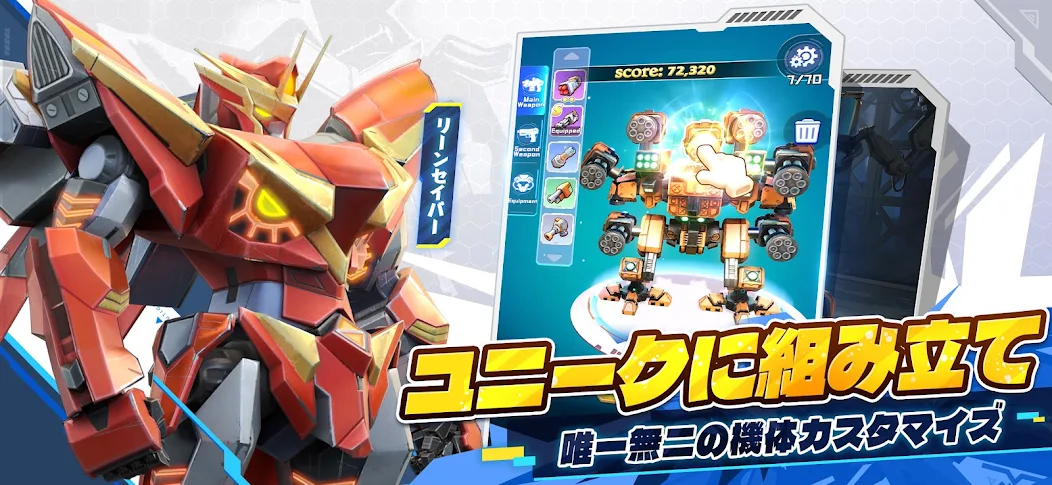 リーンセイバー
score: 72,320
7/70
Main
Weapon
Equipped
Second
Weapon
Equipment
ユニークに組み立て
唯一無二の機体カスタマイズ